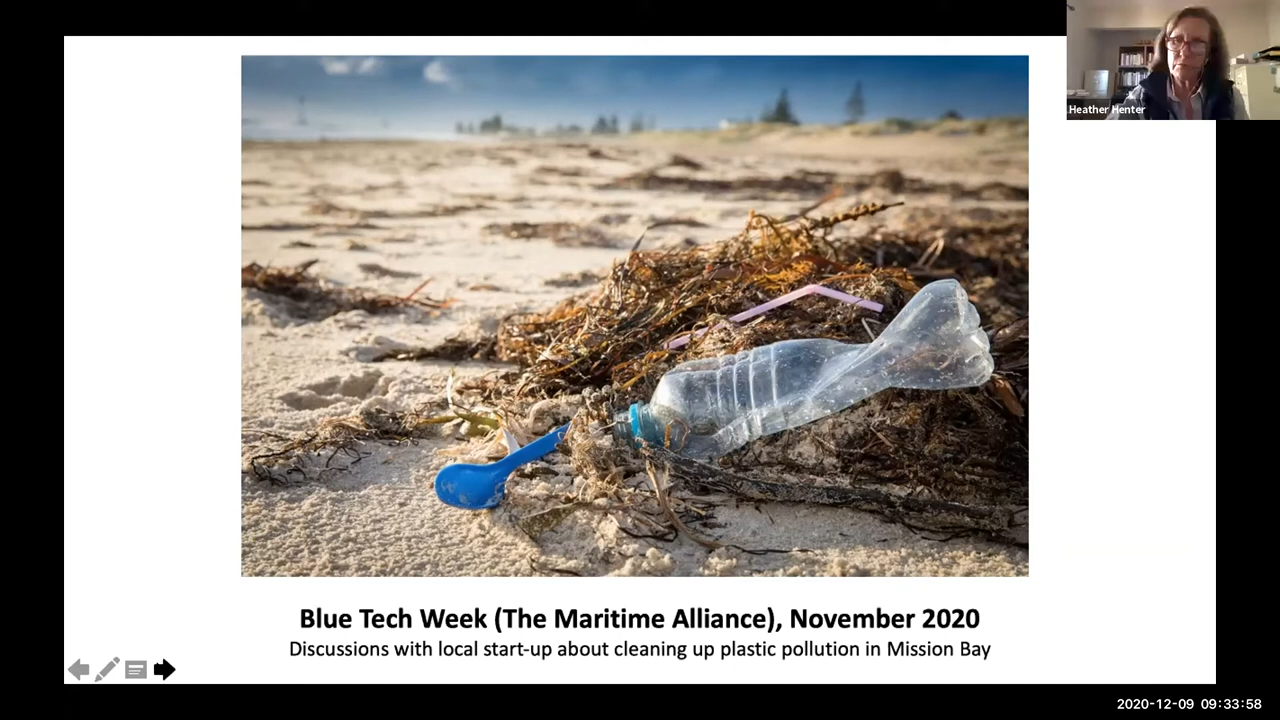 Heather Henter
Blue Tech Week (The Maritime Alliance), November 2020
Discussions with local start-up about cleaning up plastic pollution in Mission Bay
2020-12-09 09:33:58